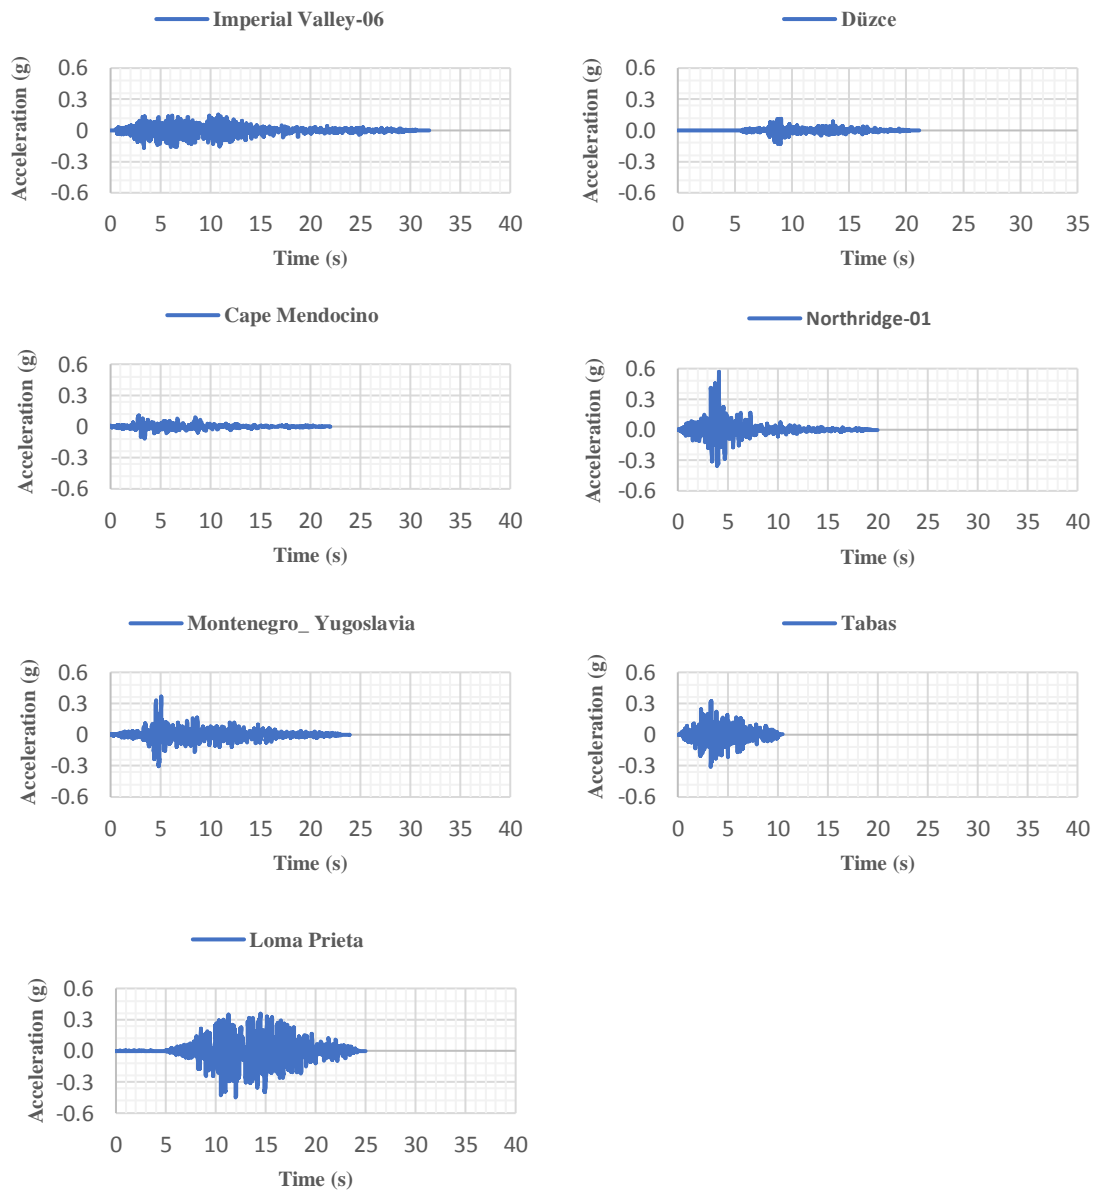 Imperial Valley-06
Acceleration (g)
0.6
0.3
0
-0.3
-0.6
0 5 10 15 20 25 30 35 40
Time (s)
Düzce
Acceleration (g)
0.6
0.3
0.0
-0.3
-0.6
0 5 10 15 20 25 30 35
Time (s)
Cape Mendocino
Acceleration (g)
0.6
0.3
0
-0.3
-0.6
0 5 10 15 20 25 30 35 40
Time (s)
Northridge-01
Acceleration (g)
0.6
0.3
0.0
-0.3
-0.6
0 5 10 15 20 25 30 35 40
Time (s)
Montenegro_ Yugoslavia
Acceleration (g)
0.6
0.3
0
-0.3
-0.6
0 5 10 15 20 25 30 35 40
Time (s)
Tabas
Acceleration (g)
0.6
0.3
0
-0.3
-0.6
0 5 10 15 20 25 30 35 40
Time (s)
Loma Prieta
Acceleration (g)
0.6
0.3
0.0
-0.3
-0.6
0 5 10 15 20 25 30 35 40
Time (s)